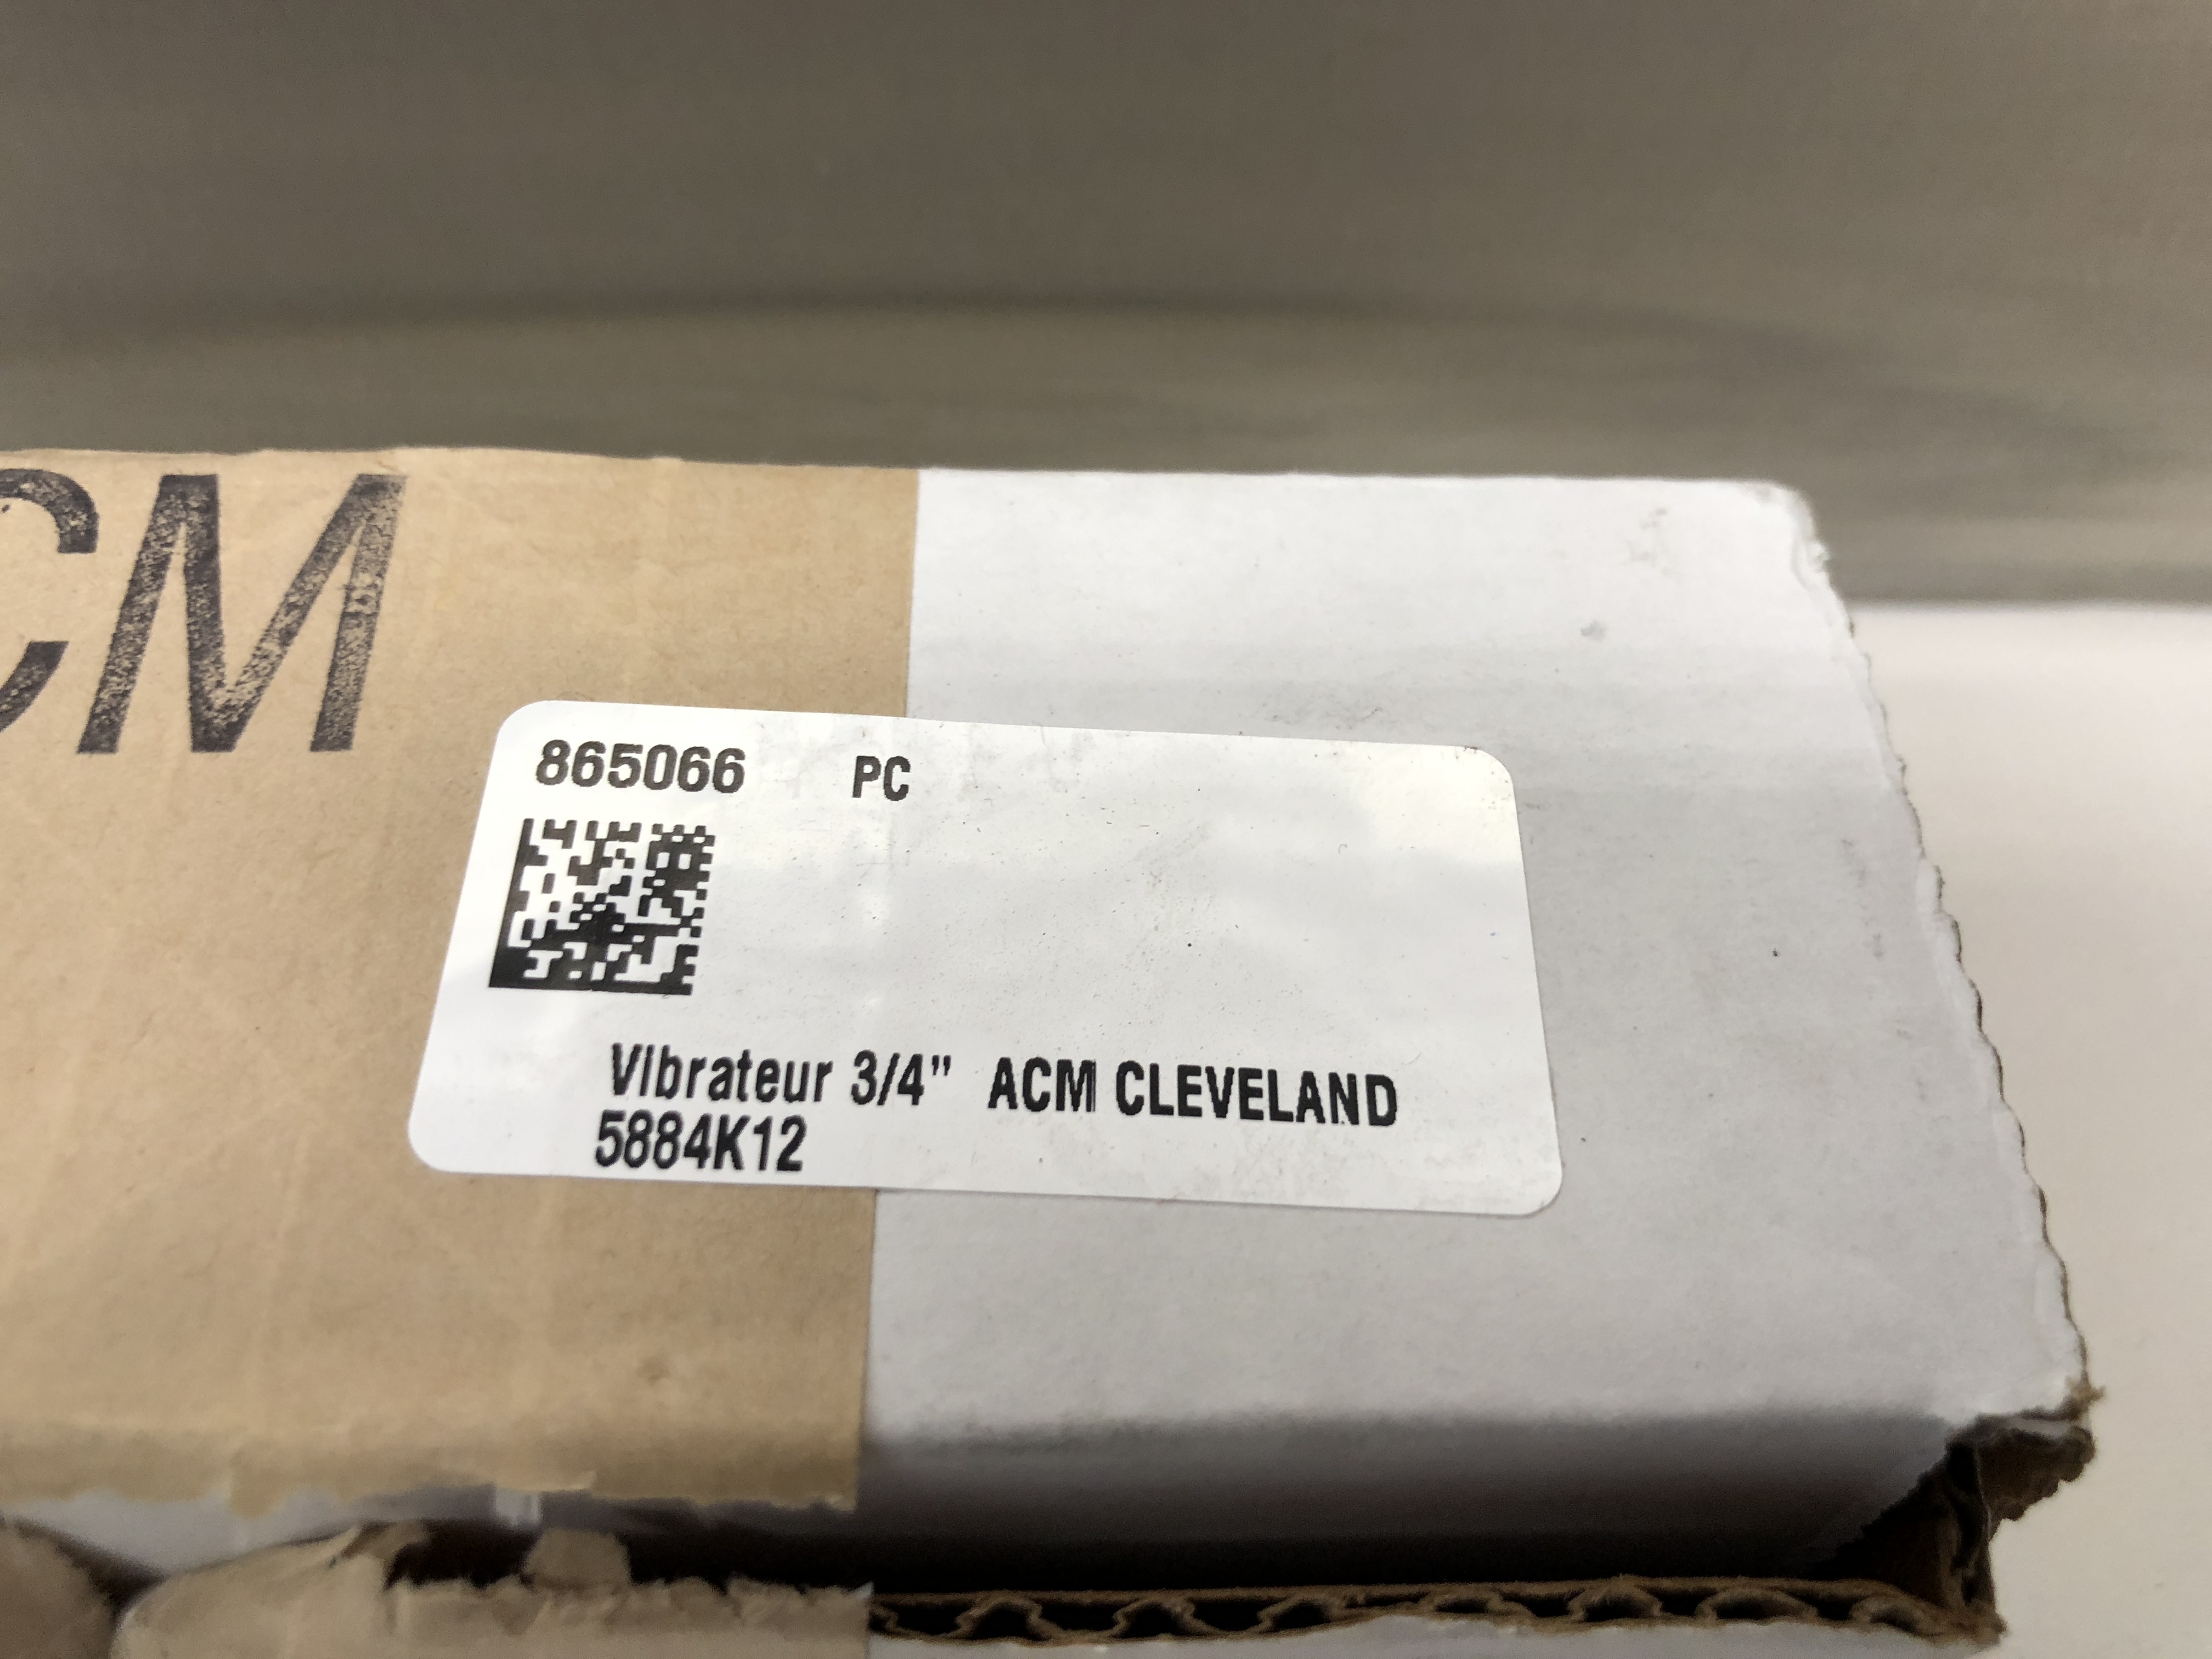 CM
865066 PC
Vibrateur 3/4" ACM CLEVELAND
5884K12